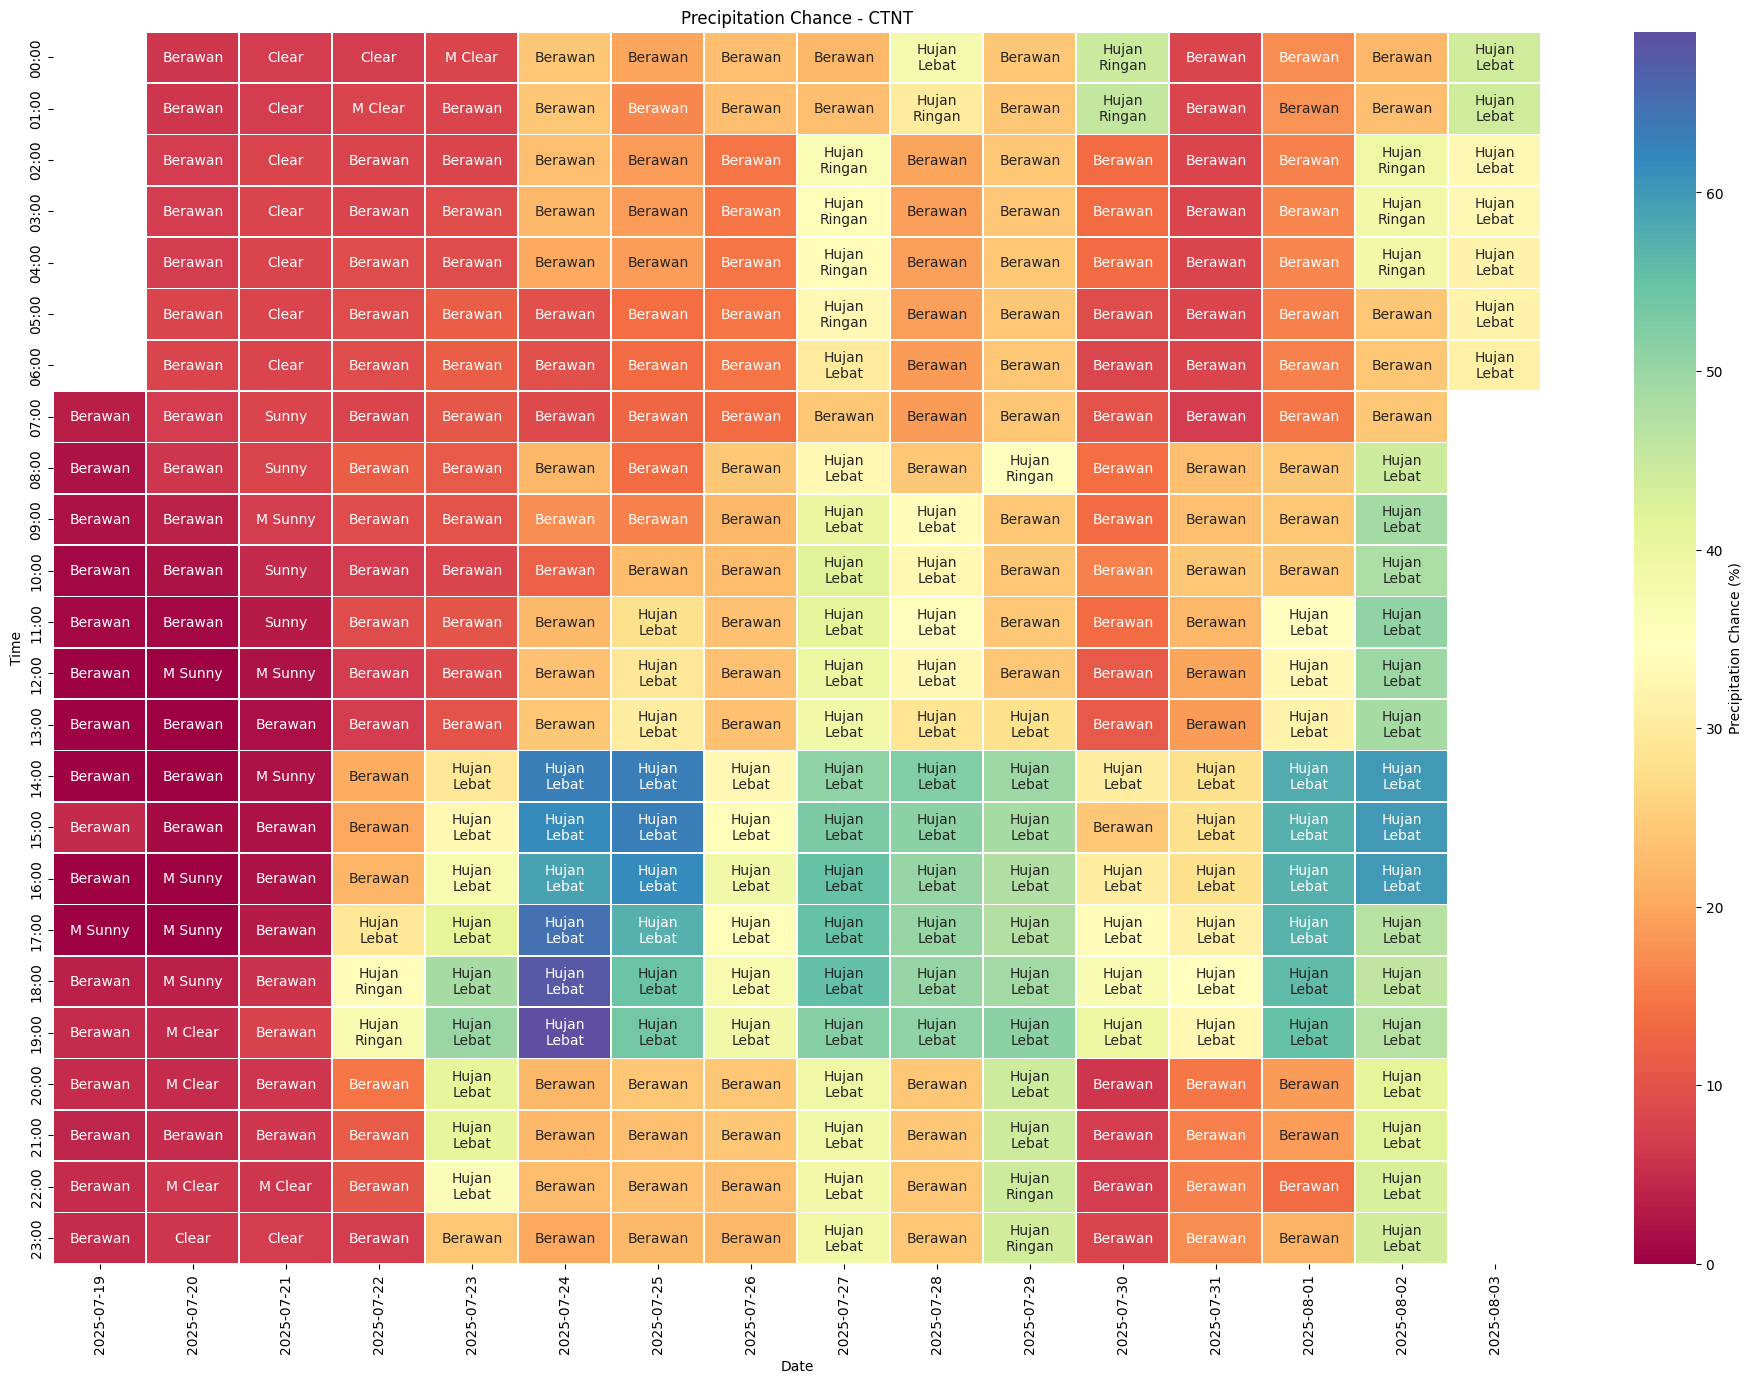 Precipitation Chance - CTNT
00:00 Berawan Clear Clear M Clear Berawan Berawan Berawan Berawan Hujan Lebat Berawan Hujan Ringan Berawan Berawan Berawan Hujan Lebat
01:00 Berawan Clear M Clear Berawan Berawan Berawan Berawan Berawan Hujan Ringan Berawan Hujan Ringan Berawan Berawan Berawan Hujan Lebat
02:00 Berawan Clear Berawan Berawan Berawan Berawan Berawan Hujan Ringan Berawan Berawan Berawan Berawan Berawan Hujan Ringan Hujan Lebat
03:00 Berawan Clear Berawan Berawan Berawan Berawan Berawan Hujan Ringan Berawan Berawan Berawan Berawan Berawan Hujan Ringan Hujan Lebat
04:00 Berawan Clear Berawan Berawan Berawan Berawan Berawan Hujan Ringan Berawan Berawan Berawan Berawan Berawan Hujan Ringan Hujan Lebat
05:00 Berawan Clear Berawan Berawan Berawan Berawan Berawan Hujan Ringan Berawan Berawan Berawan Berawan Berawan Berawan Hujan Lebat
06:00 Berawan Clear Berawan Berawan Berawan Berawan Berawan Hujan Lebat Berawan Berawan Berawan Berawan Berawan Berawan Hujan Lebat
07:00 Berawan Berawan Sunny Berawan Berawan Berawan Berawan Berawan Berawan Berawan Berawan Berawan Berawan Berawan Berawan
08:00 Berawan Berawan Sunny Berawan Berawan Berawan Berawan Berawan Hujan Lebat Berawan Hujan Ringan Berawan Berawan Berawan Hujan Lebat
09:00 Berawan Berawan M Sunny Berawan Berawan Berawan Berawan Berawan Hujan Lebat Hujan Lebat Berawan Berawan Berawan Berawan Hujan Lebat
10:00 Berawan Berawan Sunny Berawan Berawan Berawan Berawan Berawan Hujan Lebat Hujan Lebat Berawan Berawan Berawan Berawan Hujan Lebat
11:00 Berawan Berawan Sunny Berawan Berawan Berawan Hujan Lebat Berawan Hujan Lebat Hujan Lebat Berawan Berawan Berawan Hujan Lebat Hujan Lebat
12:00 Berawan M Sunny M Sunny Berawan Berawan Berawan Hujan Lebat Berawan Hujan Lebat Hujan Lebat Berawan Berawan Berawan Hujan Lebat Hujan Lebat
13:00 Berawan Berawan Berawan Berawan Berawan Berawan Hujan Lebat Berawan Hujan Lebat Hujan Lebat Hujan Lebat Berawan Berawan Hujan Lebat Hujan Lebat
14:00 Berawan Berawan M Sunny Berawan Hujan Lebat Hujan Lebat Hujan Lebat Hujan Lebat Hujan Lebat Hujan Lebat Hujan Lebat Hujan Lebat Hujan Lebat Hujan Lebat Hujan Lebat
15:00 Berawan Berawan Berawan Berawan Hujan Lebat Hujan Lebat Hujan Lebat Hujan Lebat Hujan Lebat Hujan Lebat Hujan Lebat Berawan Hujan Lebat Hujan Lebat Hujan Lebat
16:00 Berawan M Sunny Berawan Berawan Hujan Lebat Hujan Lebat Hujan Lebat Hujan Lebat Hujan Lebat Hujan Lebat Hujan Lebat Hujan Lebat Hujan Lebat Hujan Lebat Hujan Lebat
17:00 M Sunny M Sunny Berawan Hujan Lebat Hujan Lebat Hujan Lebat Hujan Lebat Hujan Lebat Hujan Lebat Hujan Lebat Hujan Lebat Hujan Lebat Hujan Lebat Hujan Lebat Hujan Lebat
18:00 Berawan M Sunny Berawan Hujan Ringan Hujan Lebat Hujan Lebat Hujan Lebat Hujan Lebat Hujan Lebat Hujan Lebat Hujan Lebat Hujan Lebat Hujan Lebat Hujan Lebat Hujan Lebat
19:00 Berawan M Clear Berawan Hujan Ringan Hujan Lebat Hujan Lebat Hujan Lebat Hujan Lebat Hujan Lebat Hujan Lebat Hujan Lebat Hujan Lebat Hujan Lebat Hujan Lebat Hujan Lebat
20:00 Berawan M Clear Berawan Berawan Hujan Lebat Berawan Berawan Berawan Hujan Lebat Berawan Hujan Lebat Berawan Berawan Berawan Hujan Lebat
21:00 Berawan Berawan Berawan Berawan Hujan Lebat Berawan Berawan Berawan Hujan Lebat Berawan Hujan Lebat Berawan Berawan Berawan Hujan Lebat
22:00 Berawan M Clear M Clear Berawan Hujan Lebat Berawan Berawan Berawan Hujan Lebat Berawan Hujan Ringan Berawan Berawan Berawan Hujan Lebat
23:00 Berawan Clear Clear Berawan Berawan Berawan Berawan Berawan Hujan Lebat Berawan Hujan Ringan Berawan Berawan Berawan Hujan Lebat
Time
2025-07-19 2025-07-20 2025-07-21 2025-07-22 2025-07-23 2025-07-24 2025-07-25 2025-07-26 2025-07-27 2025-07-28 2025-07-29 2025-07-30 2025-07-31 2025-08-01 2025-08-02 2025-08-03
Date
60
50
40
30
20
10
0
Precipitation Chance (%)